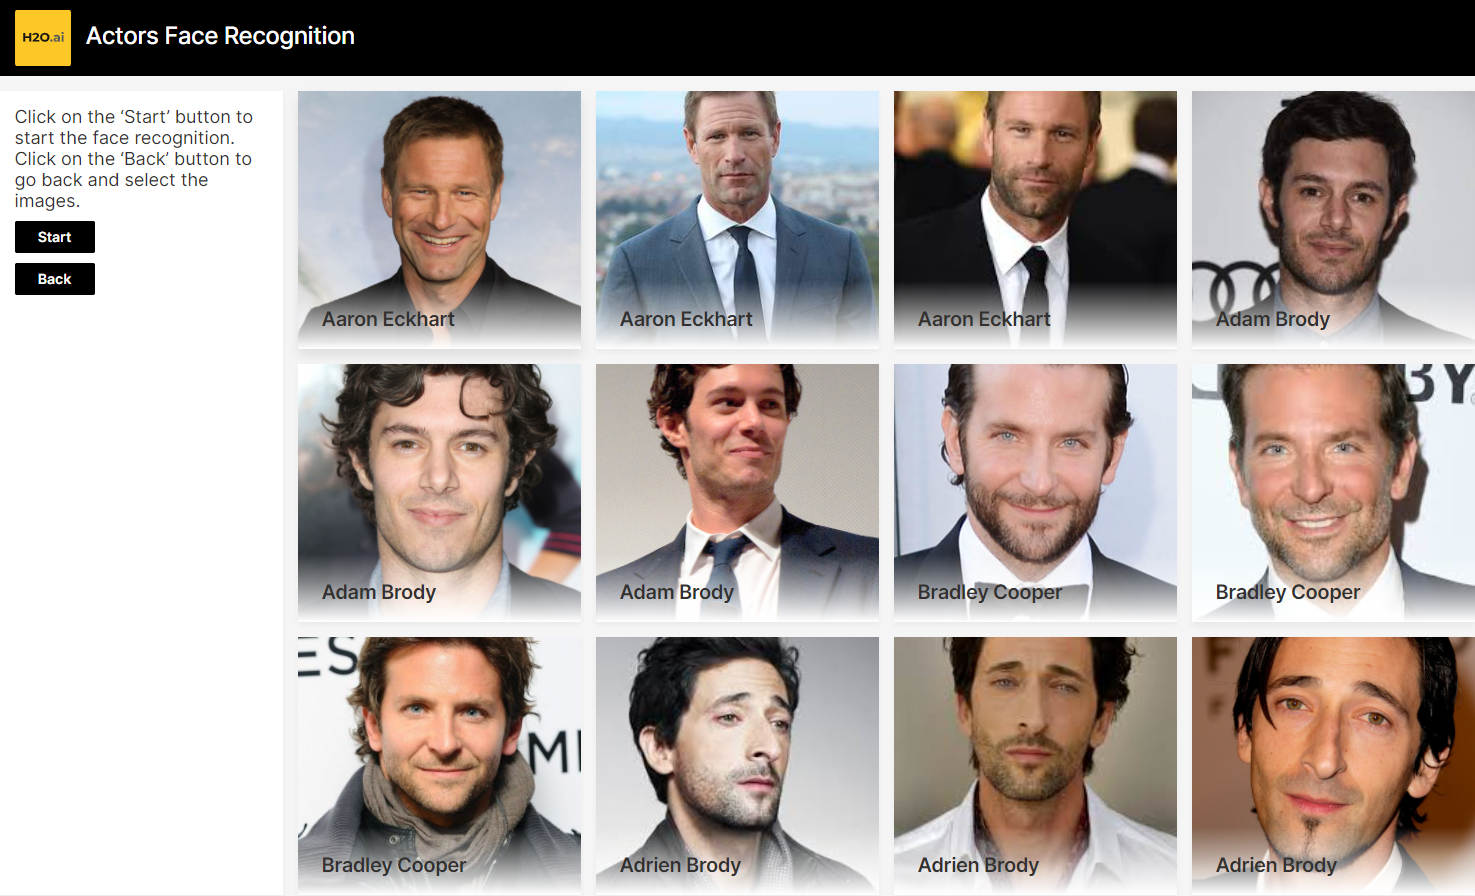 H2O.ai
Actors Face Recognition
Click on the ‘Start’ button to
start the face recognition.
Click on the ‘Back’ button to
go back and select the
images.
Start
Back
Aaron Eckhart
Aaron Eckhart
Aaron Eckhart
Adam Brody
BY
Adam Brody
Adam Brody
Bradley Cooper
Bradley Cooper
ES
MI
Bradley Cooper
Adrien Brody
Adrien Brody
Adrien Brody